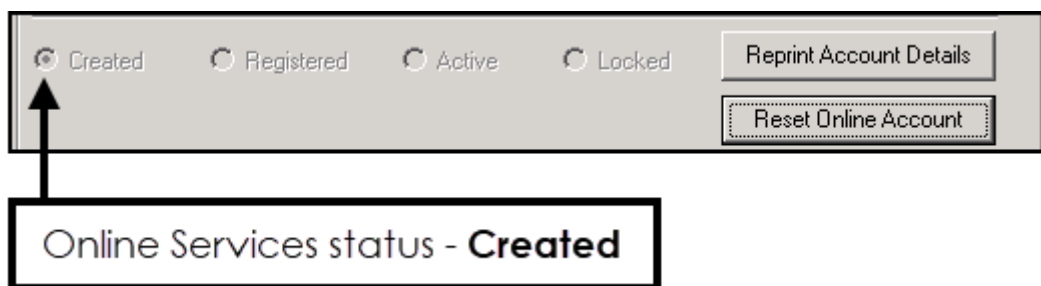 Created Registered Active Locked Reprint Account Details
Reset Online Account
Online Services status - Created